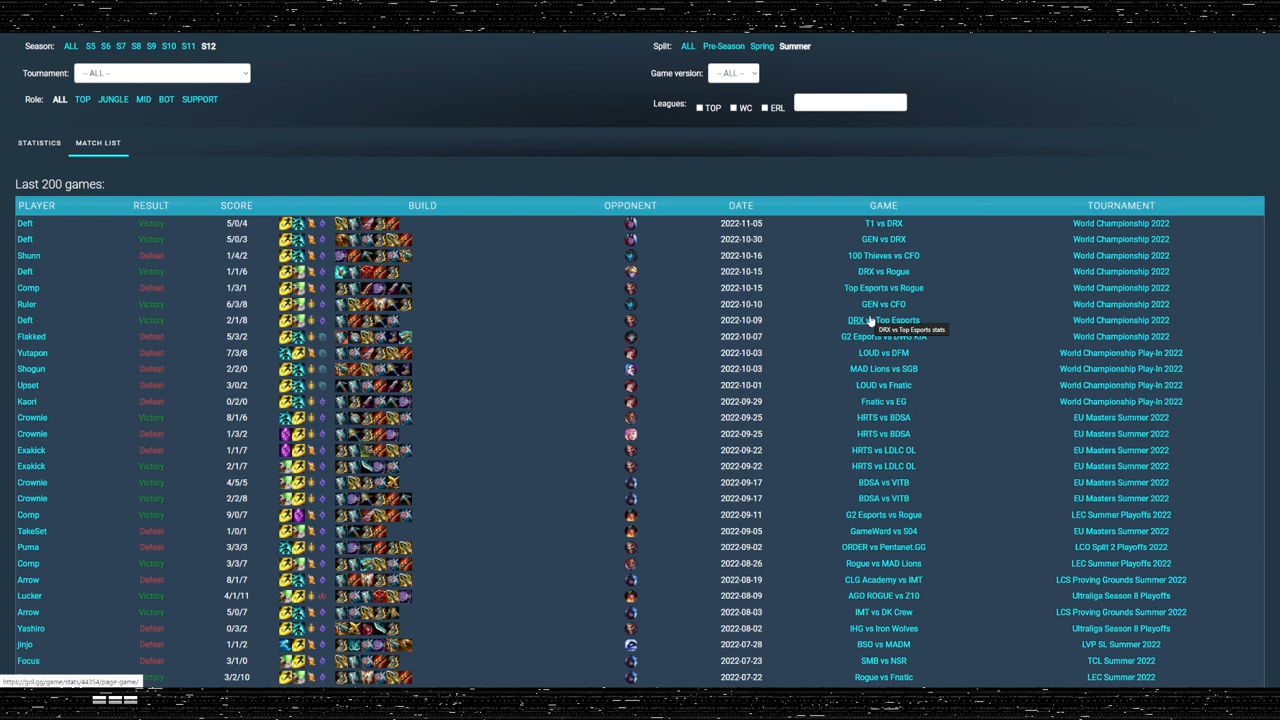 Season: ALL S5 S6 S7 S8 S9 S10 S11 S12 Split: ALL Pre-Season Spring Summer
Tournament: -- ALL -- Game version: -- ALL --
Role: ALL TOP JUNGLE MID BOT SUPPORT Leagues: TOP WC ERL
STATISTICS MATCH LIST
Last 200 games:
PLAYER RESULT SCORE BUILD OPPONENT DATE GAME TOURNAMENT
Deft Victory 5/0/4 2022-11-05 T1 vs DRX World Championship 2022
Deft Victory 5/0/3 2022-10-30 GEN vs DRX World Championship 2022
Shunn Defeat 1/4/2 2022-10-16 100 Thieves vs CFO World Championship 2022
Deft Victory 1/1/6 2022-10-15 DRX vs Rogue World Championship 2022
Comp Defeat 1/3/1 2022-10-15 Top Esports vs Rogue World Championship 2022
Ruler Victory 6/3/8 2022-10-10 GEN vs CFO World Championship 2022
Deft Victory 2/1/8 2022-10-09 DRX vs Top Esports World Championship 2022
DRX vs Top Esports stats
Flakked Defeat 5/3/2 2022-10-07 G2 Esports vs DWG KIA World Championship 2022
Yutapon Victory 7/3/8 2022-10-03 LOUD vs DFM World Championship Play-In 2022
Shogun Defeat 2/2/0 2022-10-03 MAD Lions vs SGB World Championship Play-In 2022
Upset Victory 3/0/2 2022-10-01 LOUD vs Fnatic World Championship Play-In 2022
Kaori Defeat 0/2/0 2022-09-29 Fnatic vs EG World Championship Play-In 2022
Crownie Victory 8/1/6 2022-09-25 HRTS vs BDSA EU Masters Summer 2022
Crownie Defeat 1/3/2 2022-09-25 HRTS vs BDSA EU Masters Summer 2022
Exakick Defeat 1/1/7 2022-09-22 HRTS vs LDLC OL EU Masters Summer 2022
Exakick Victory 2/1/7 2022-09-22 HRTS vs LDLC OL EU Masters Summer 2022
Crownie Victory 4/5/5 2022-09-17 BDSA vs VITB EU Masters Summer 2022
Crownie Victory 2/2/8 2022-09-17 BDSA vs VITB EU Masters Summer 2022
Comp Victory 9/0/7 2022-09-10 G2 Esports vs Rogue LEC Summer Playoffs 2022
TakeSet Defeat 1/0/1 2022-09-05 GameWard vs S04 EU Masters Summer 2022
Puma Defeat 3/3/3 2022-09-02 ORDER vs Pentanet.GG LCO Split 2 Playoffs 2022
Comp Victory 3/3/7 2022-08-26 Rogue vs MAD Lions LEC Summer Playoffs 2022
Arrow Defeat 8/1/7 2022-08-19 CLG Academy vs IMT LCS Proving Grounds Summer 2022
Lucker Defeat 4/1/11 2022-08-09 AGO ROGUE vs Z10 Ultraliga Season 8 Playoffs
Arrow Victory 5/0/7 2022-08-03 IMT vs DK Crew LCS Proving Grounds Summer 2022
Yashiro Defeat 0/3/2 2022-08-02 IHG vs Iron Wolves Ultraliga Season 8 Playoffs
jinjo Defeat 1/1/2 2022-07-28 BSO vs MADM LVP SL Summer 2022
Focus Defeat 3/1/0 2022-07-23 SMB vs NSR TCL Summer 2022
ctory 3/2/10 2022-07-22 Rogue vs Fnatic LEC Summer 2022
https://gol.gg/game/stats/44354/page-game/